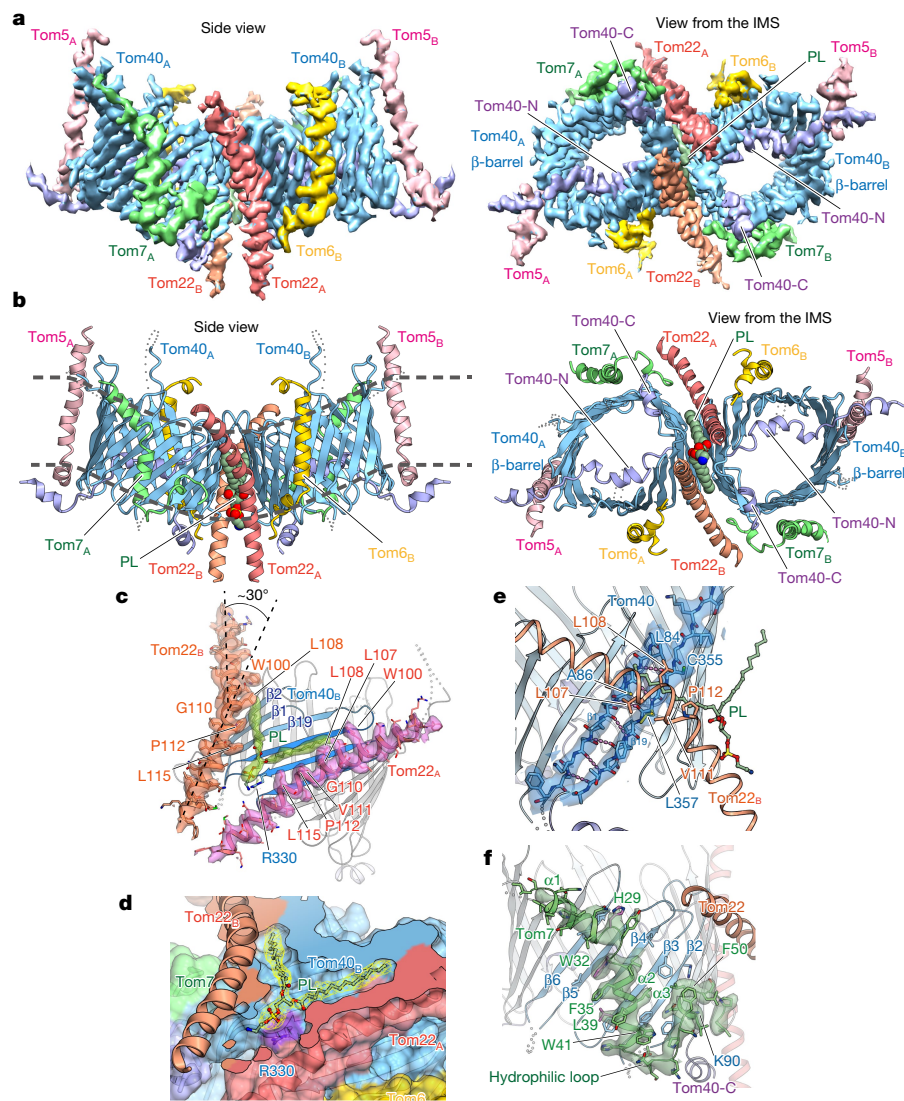 a
Side view
Tom5A
Tom40A
Tom40B
Tom5B
Tom7A
Tom22B
Tom22A
Tom6B
View from the IMS
Tom40-C
Tom22A
Tom6B
PL
Tom5B
Tom7A
Tom40-N
Tom40A
β-barrel
Tom40B
β-barrel
Tom40-N
Tom5A
Tom6A
Tom22B
Tom7B
Tom40-C
b
Side view
Tom5A
Tom40A
Tom40B
Tom5B
Tom7A
PL
Tom22B
Tom22A
Tom6B
View from the IMS
Tom40-C
Tom22A
PL
Tom7A
Tom6B
Tom5B
Tom40-N
Tom40A
β-barrel
Tom40B
β-barrel
Tom40-N
Tom5A
Tom6A
Tom22B
Tom7B
Tom40-C
c
~30°
Tom22B
L108
W100
L107
L108
W100
β2
Tom40B
β1
β19
G110
PL
P112
L115
Tom22A
G110
V111
P112
L115
R330
d
Tom22B
Tom40B
Tom7
PL
R330
Tom22A
Tom6
e
Tom40
L108
L84
A86
C355
L107
P112
PL
β1
β19
V111
L357
Tom22B
f
α1
H29
Tom22
Tom7
β4
β3
β2
F50
W32
α2
β6
β5
α3
F35
L39
W41
K90
Hydrophilic loop
Tom40-C